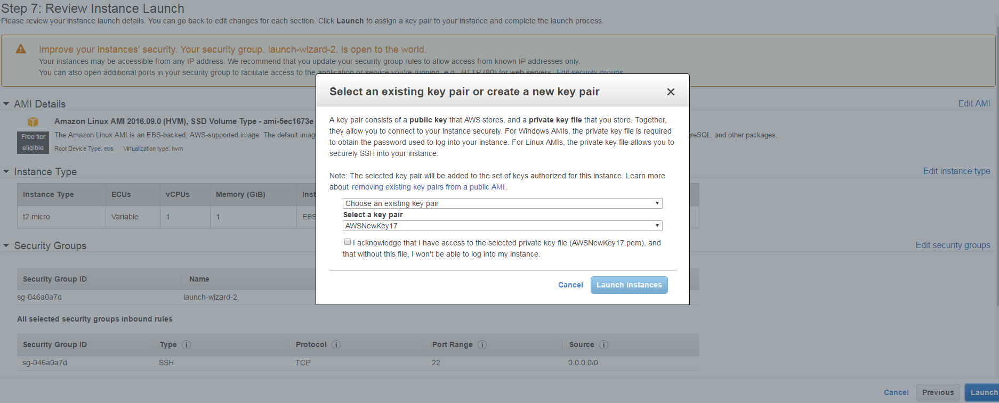 Step 7: Review Instance Launch
Please review your instance launch details. You can go back to edit changes for each section. Click Launch to assign a key pair to your instance and complete the launch process.
Improve your instances' security. Your security group, launch-wizard-2, is open to the world.
Your instances may be accessible from any IP address. We recommend that you update your security group rules to allow access from known IP addresses only.
You can also open additional ports in your security group to facilitate access to the application or service you're running, e.g., HTTP (80) for web servers. Edit security groups
AMI Details
Edit AMI
Amazon Linux AMI 2016.09.0 (HVM), SSD Volume Type - ami-5ec1673e
Free tier
eligible
The Amazon Linux AMI is an EBS-backed, AWS-supported image. The default
and other packages.
Root Device Type: ebs Virtualization type: hvm
Instance Type
Edit instance type
Instance Type ECUs vCPUs Memory (GiB)
t2.micro Variable 1 1 EBS
Security Groups
Edit security groups
Security Group ID Name
sg-046a0a7d launch-wizard-2
All selected security groups inbound rules
Security Group ID Type Protocol Port Range Source
sg-046a0a7d SSH TCP 22 0.0.0.0/0
Cancel Previous Launch
Select an existing key pair or create a new key pair
A key pair consists of a public key that AWS stores, and a private key file that you store. Together,
they allow you to connect to your instance securely. For Windows AMIs, the private key file is required
to obtain the password used to log into your instance. For Linux AMIs, the private key file allows you to
securely SSH into your instance.
Note: The selected key pair will be added to the set of keys authorized for this instance. Learn more
about removing existing key pairs from a public AMI.
Choose an existing key pair
Select a key pair
AWSNewKey17
I acknowledge that I have access to the selected private key file (AWSNewKey17.pem), and
that without this file, I won't be able to log into my instance.
Cancel Launch Instances